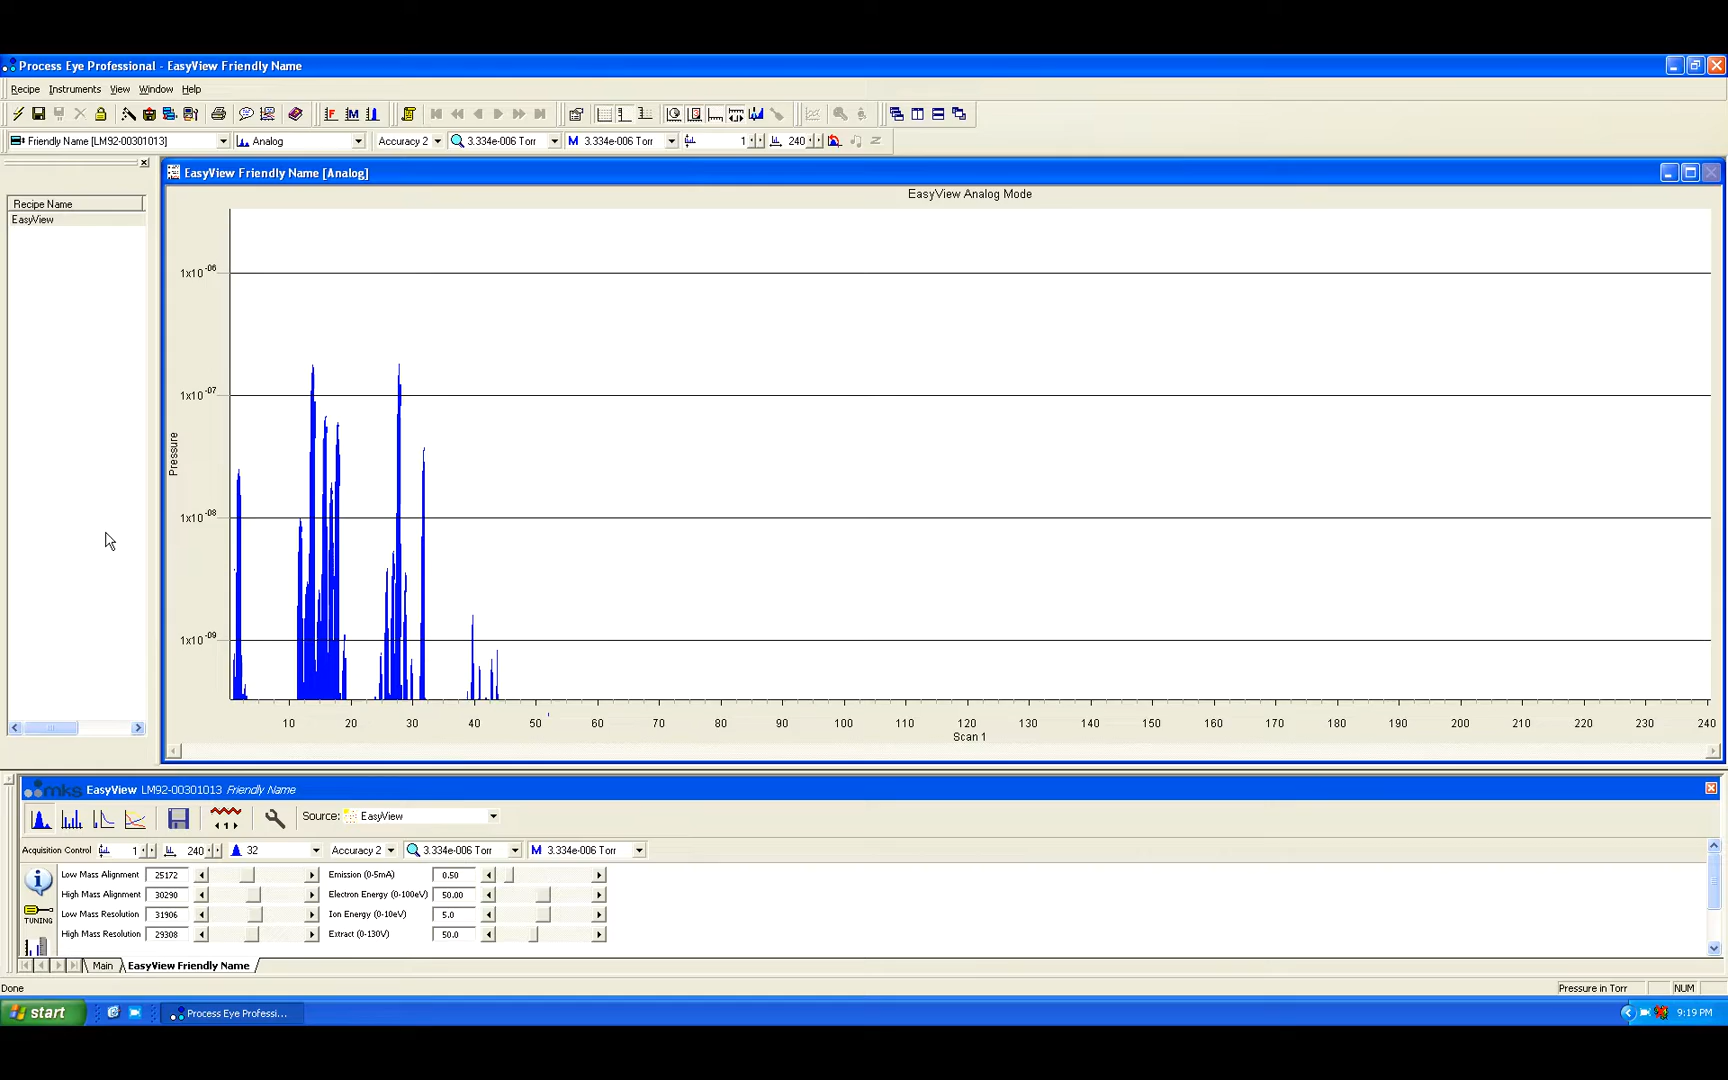 Process Eye Professional - EasyView Friendly Name
Recipe Instruments View Window Help
Friendly Name [LM92-00301013] Analog Accuracy 2 3.334e-006 Torr M 3.334e-006 Torr 1 240
Recipe Name
EasyView
EasyView Friendly Name [Analog]
EasyView Analog Mode
1x10-06
1x10-07
Pressure
1x10-08
1x10-09
10 20 30 40 50 60 70 80 90 100 110 120 130 140 150 160 170 180 190 200 210 220 230 240
Scan 1
mks EasyView LM92-00301013 Friendly Name
Source: EasyView
Acquisition Control 1 240 32 Accuracy 2 3.334e-006 Torr M 3.334e-006 Torr
Low Mass Alignment 25172 Emission (0-5mA) 0.50
High Mass Alignment 30290 Electron Energy (0-100eV) 50.00
Low Mass Resolution 31906 Ion Energy (0-10eV) 5.0
High Mass Resolution 29308 Extract (0-130V) 50.0
TUNING
Main EasyView Friendly Name
Done Pressure in Torr NUM
start Process Eye Professi... 9:19 PM